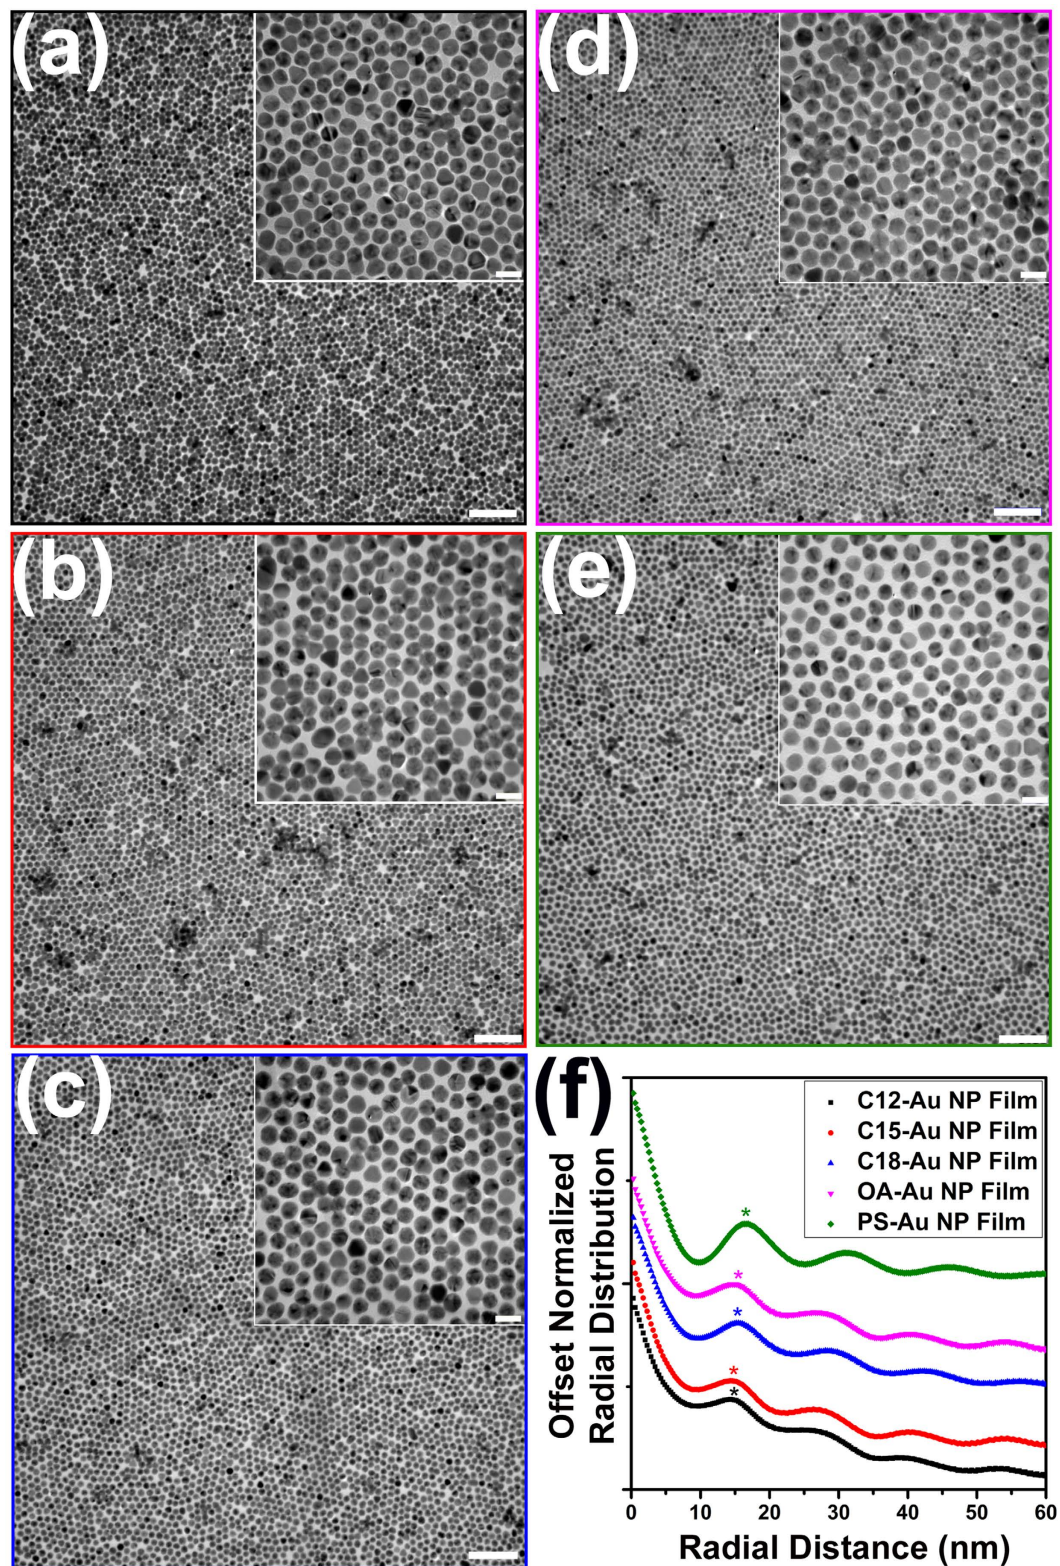 (a)
(d)
(b)
(e)
(c)
(f)
C12-Au NP Film
C15-Au NP Film
C18-Au NP Film
OA-Au NP Film
PS-Au NP Film
*
*
*
*
*
Offset Normalized
Radial Distribution
0 10 20 30 40 50 60
Radial Distance (nm)